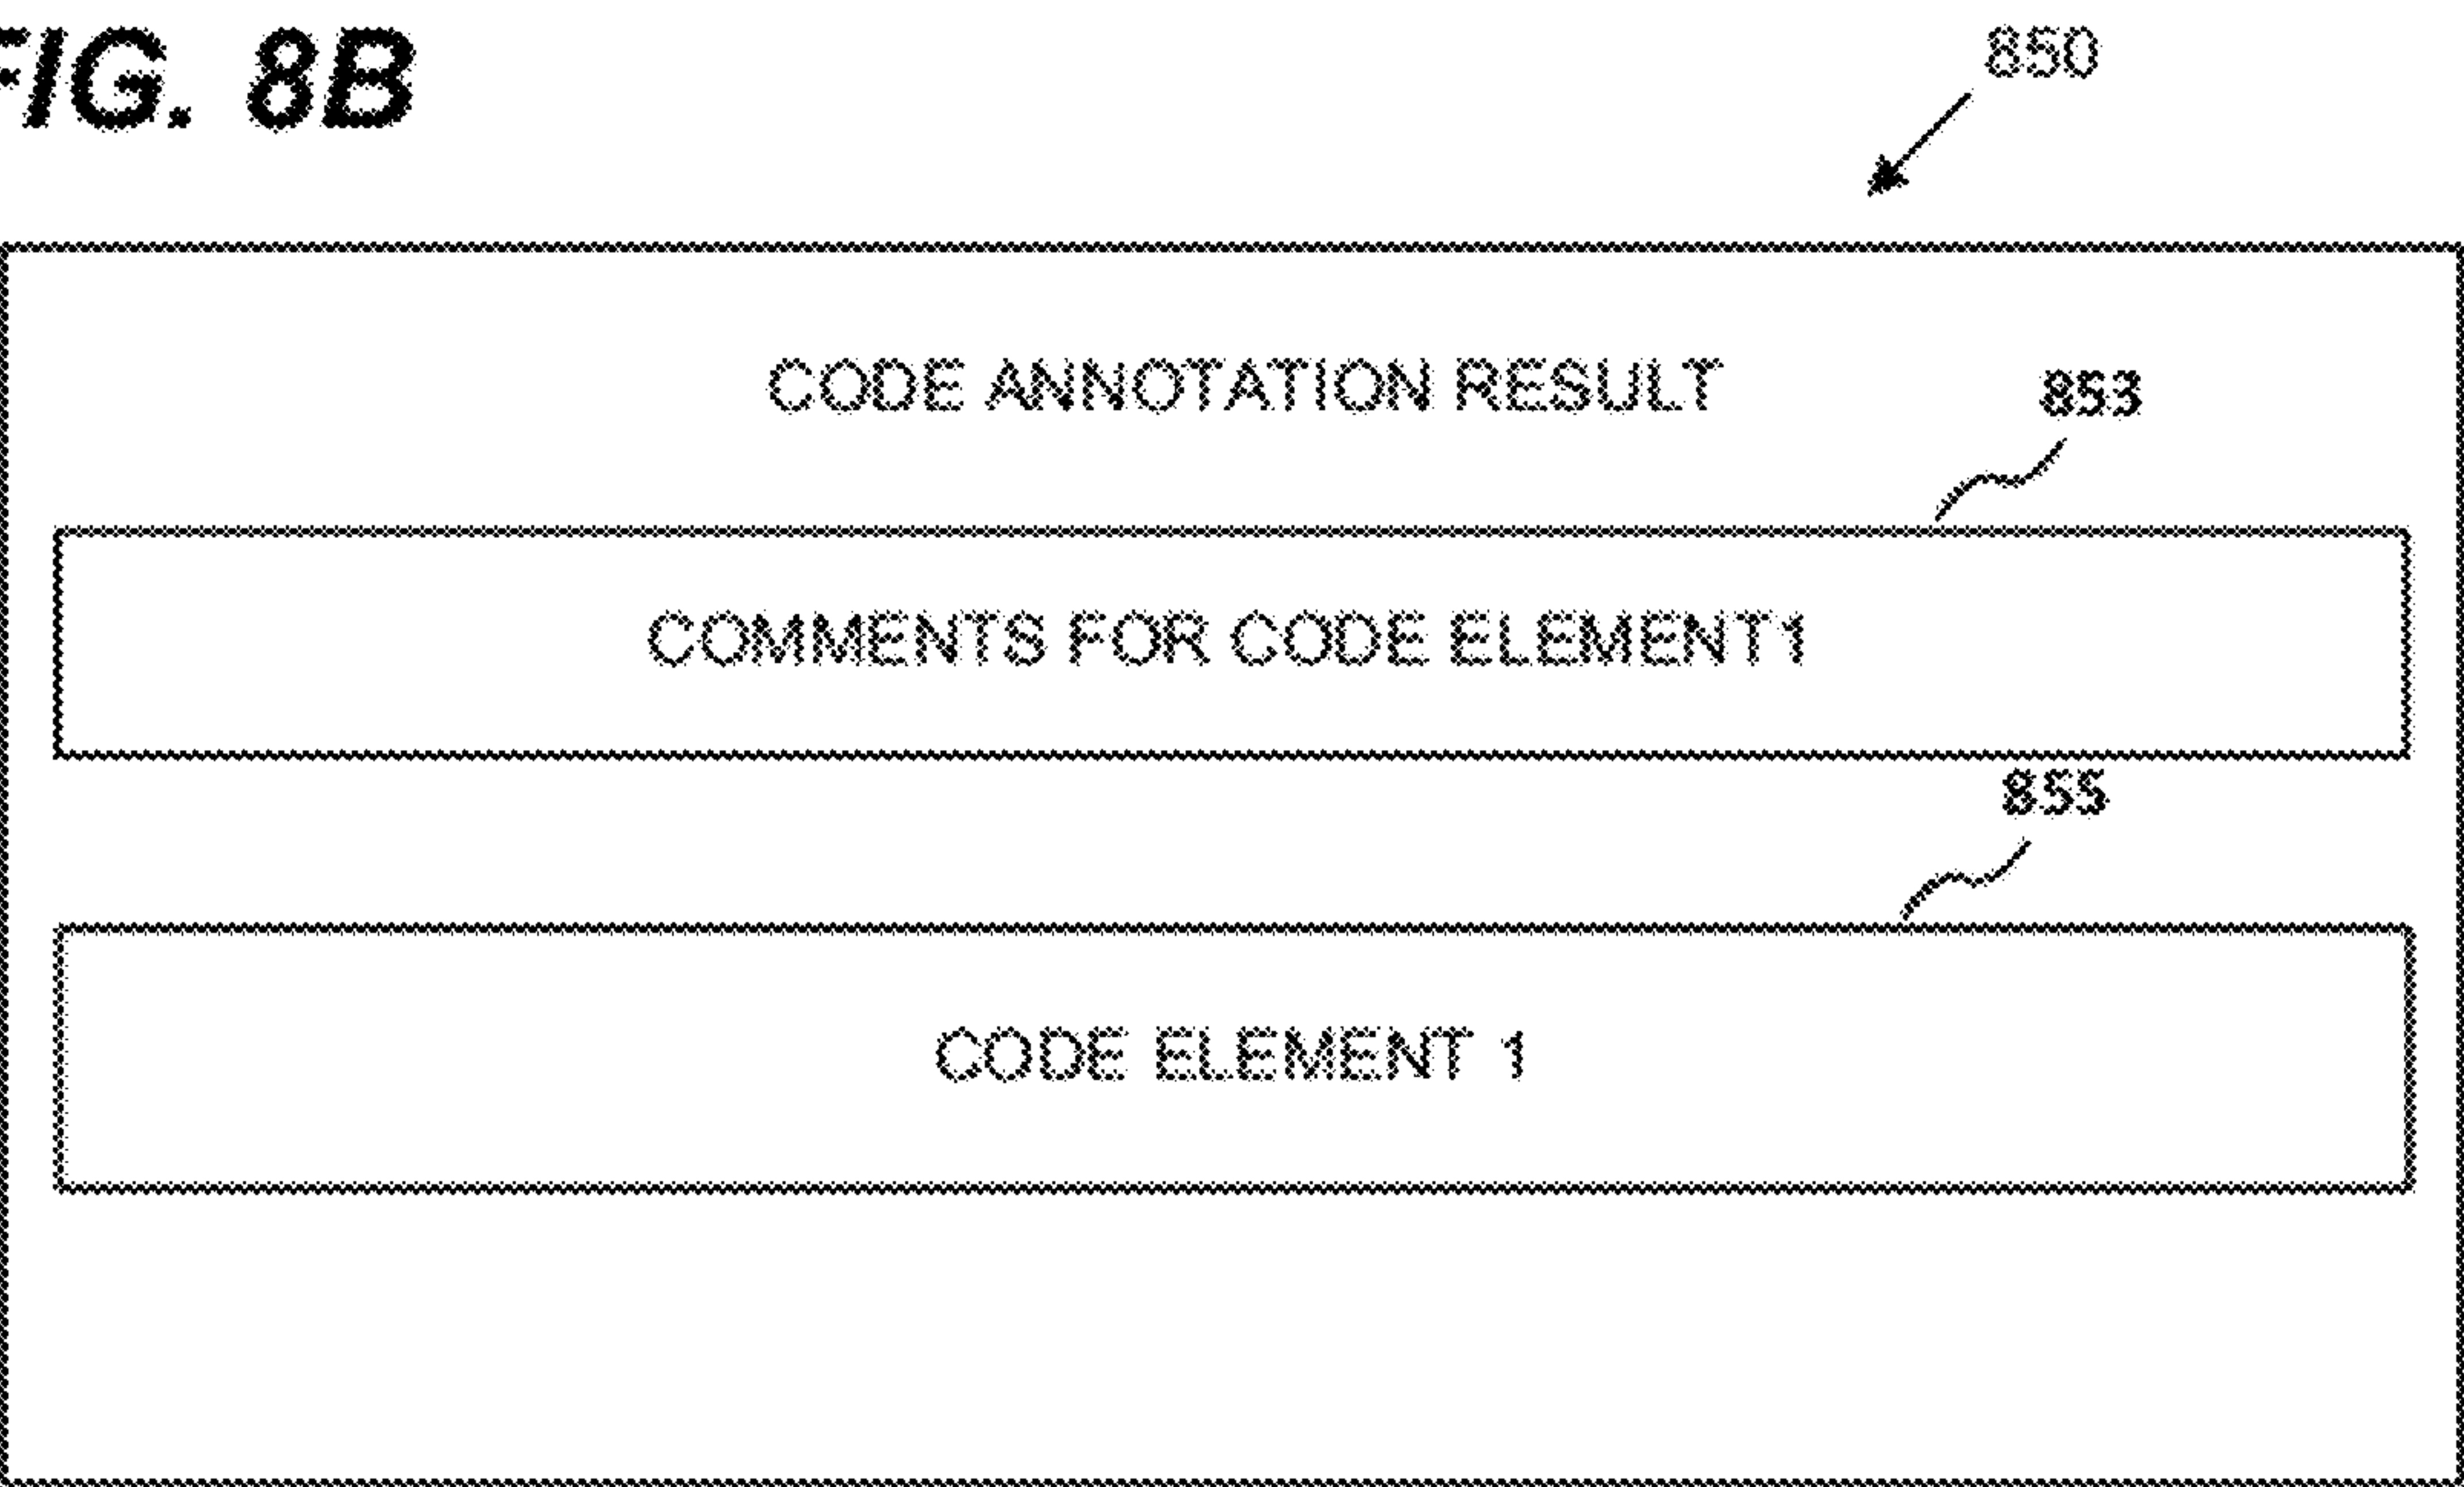 FIG. 8B
850
CODE ANNOTATION RESULT
853
COMMENTS FOR CODE ELEMENT1
855
CODE ELEMENT 1